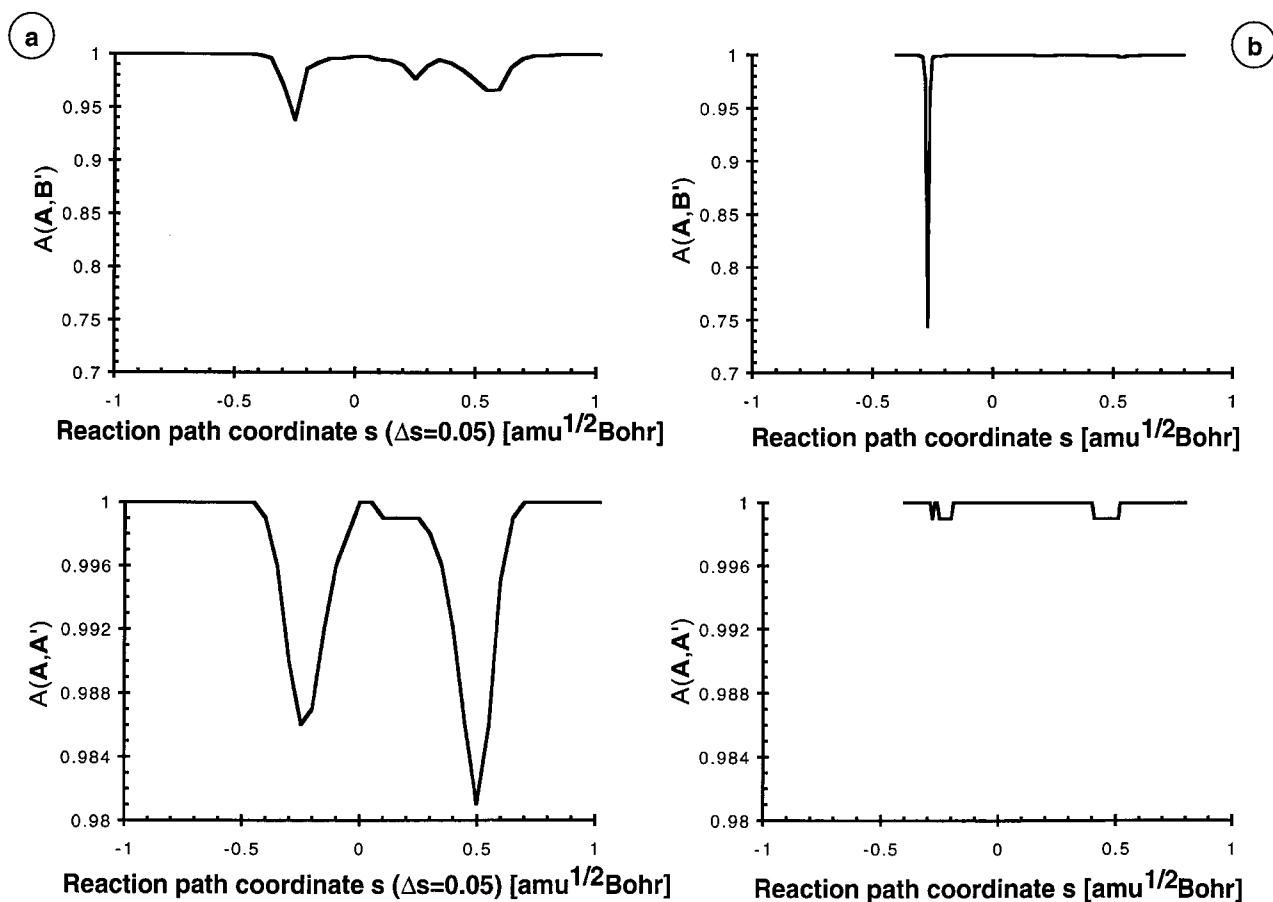 a
1
0.95
0.9
0.85
0.8
0.75
0.7
A(A,B')
-1 -0.5 0 0.5 1
Reaction path coordinate s (Δs=0.05) [amu1/2Bohr]
b
1
0.95
0.9
0.85
0.8
0.75
0.7
A(A,B')
-1 -0.5 0 0.5 1
Reaction path coordinate s [amu1/2Bohr]
1
0.996
0.992
0.988
0.984
0.98
A(A,A')
-1 -0.5 0 0.5 1
Reaction path coordinate s (Δs=0.05) [amu1/2Bohr]
1
0.996
0.992
0.988
0.984
0.98
A(A,A')
-1 -0.5 0 0.5 1
Reaction path coordinate s [amu1/2Bohr]